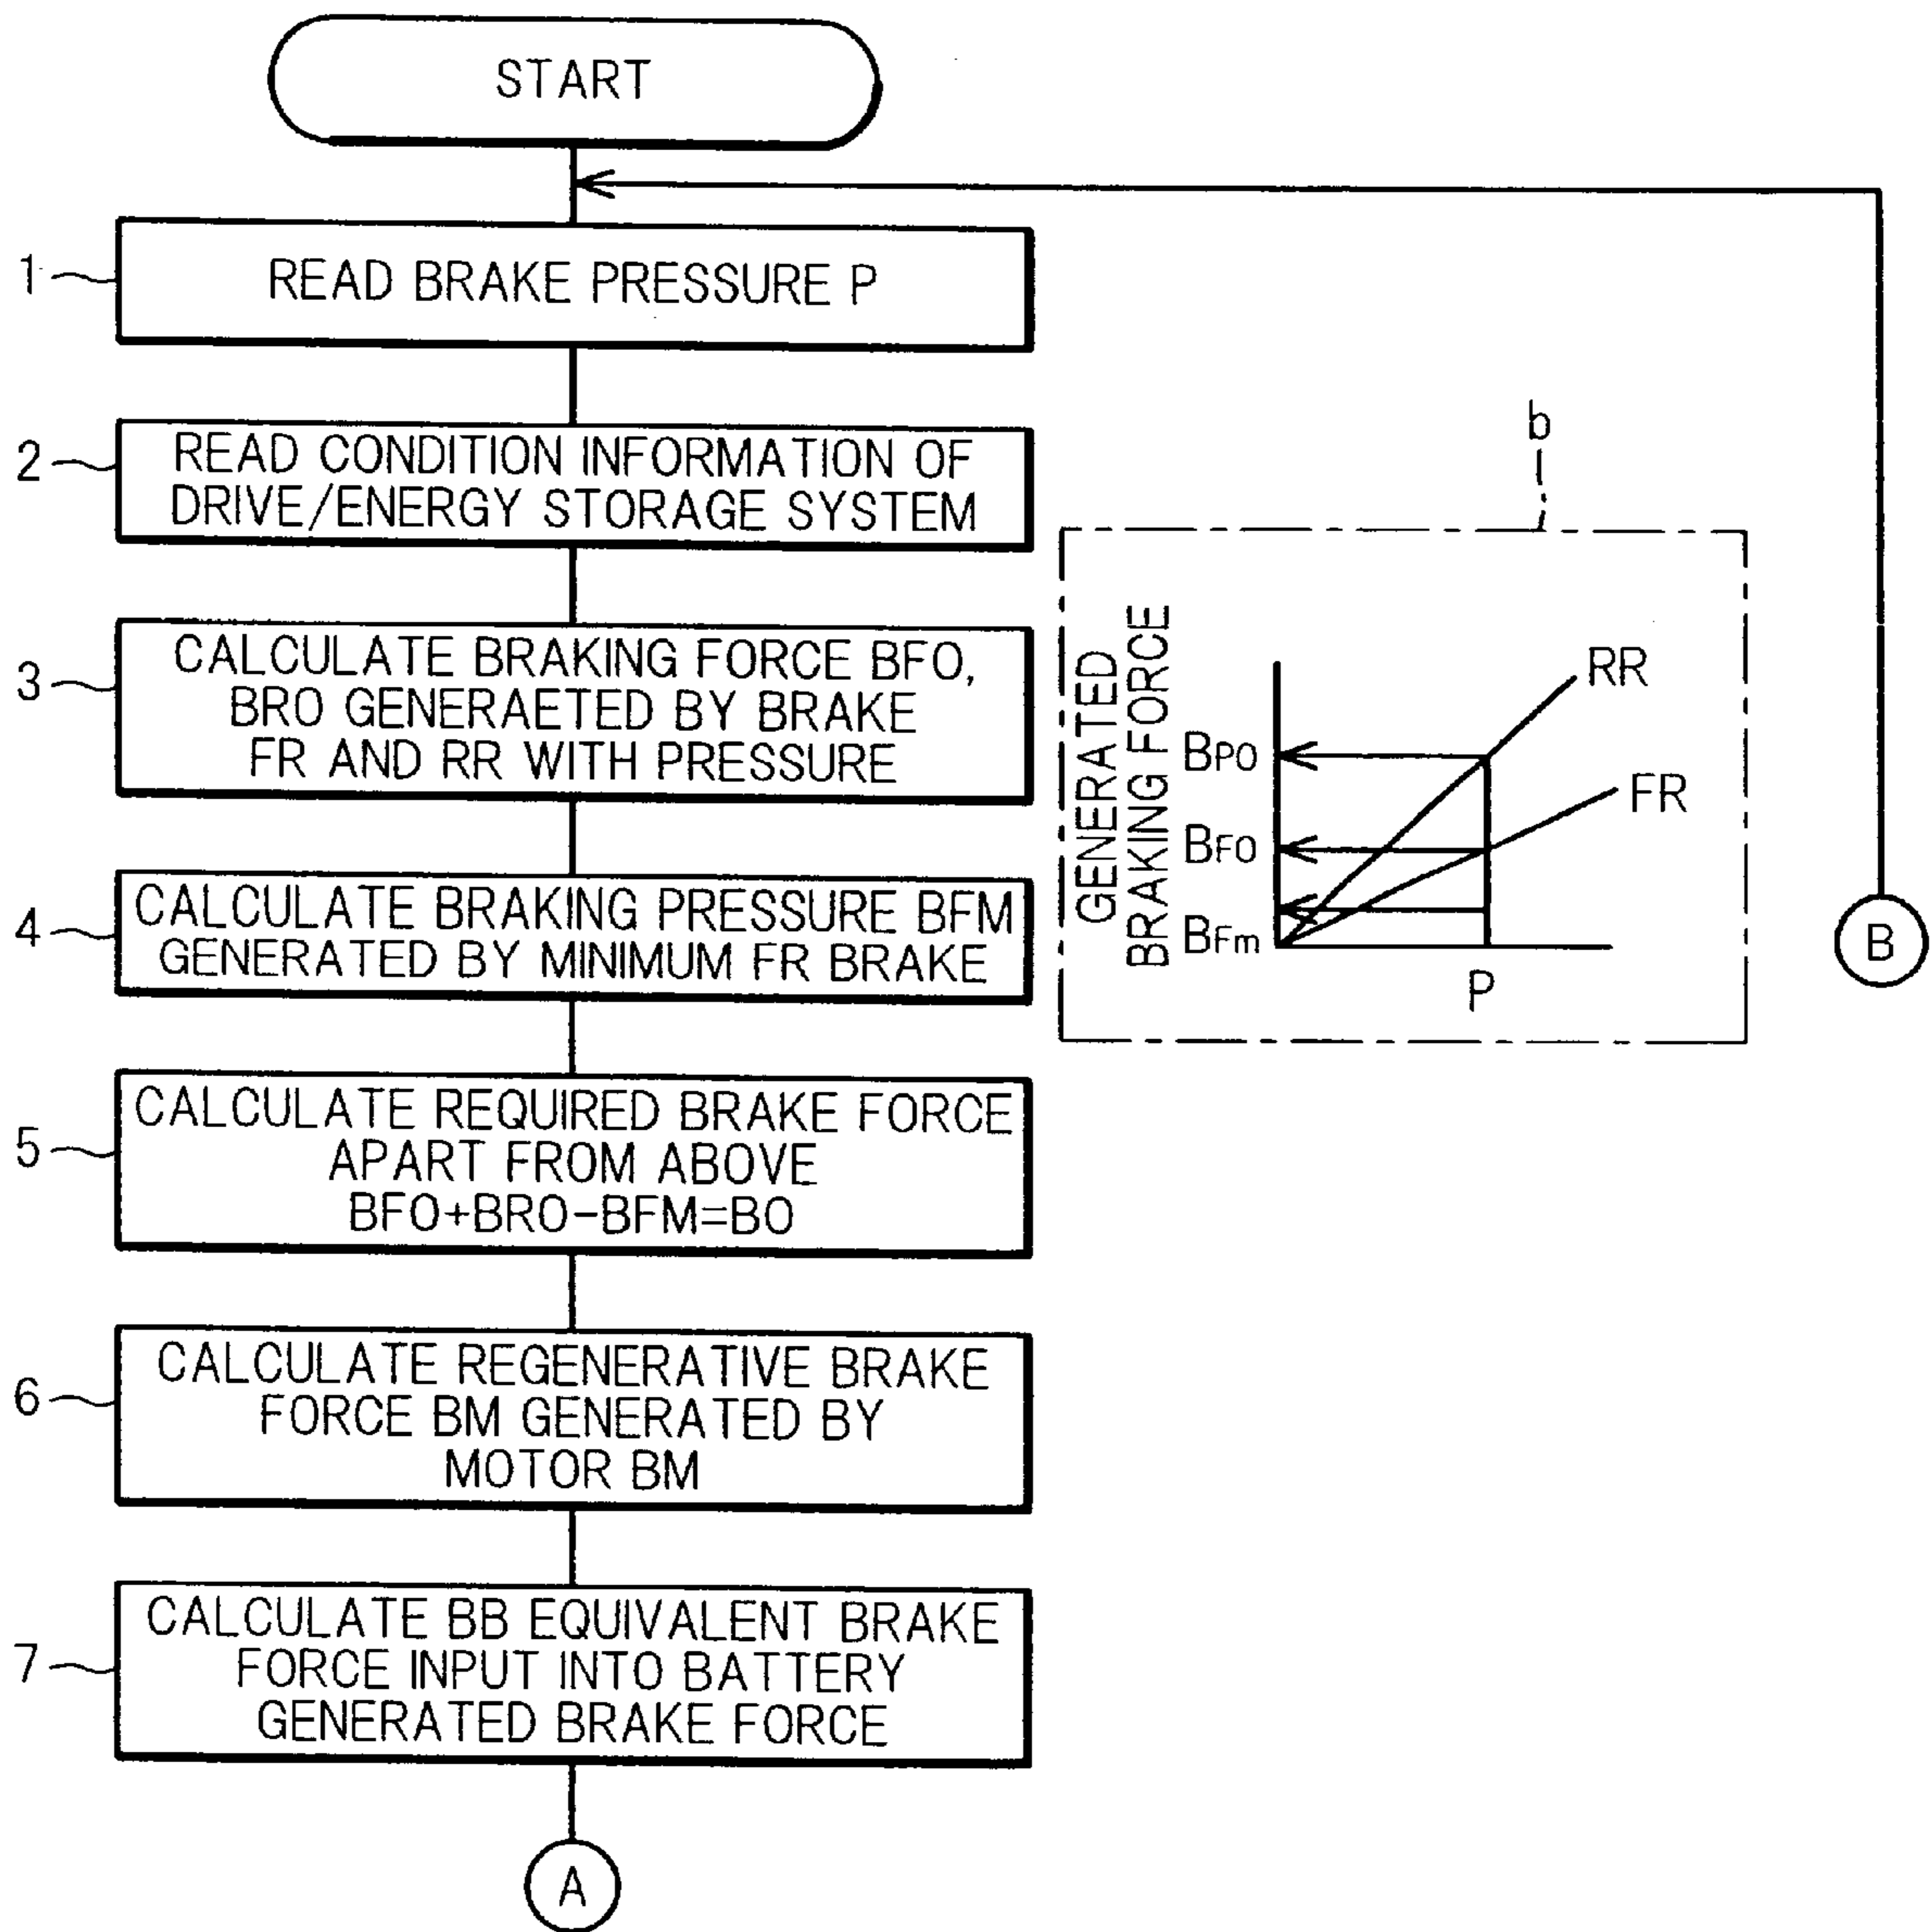 START
1
READ BRAKE PRESSURE P
2
READ CONDITION INFORMATION OF
DRIVE/ENERGY STORAGE SYSTEM
3
CALCULATE BRAKING FORCE BFO,
BRO GENERAETED BY BRAKE
FR AND RR WITH PRESSURE
4
CALCULATE BRAKING PRESSURE BFM
GENERATED BY MINIMUM FR BRAKE
5
CALCULATE REQUIRED BRAKE FORCE
APART FROM ABOVE
BFO+BRO-BFM=BO
6
CALCULATE REGENERATIVE BRAKE
FORCE BM GENERATED BY
MOTOR BM
7
CALCULATE BB EQUIVALENT BRAKE
FORCE INPUT INTO BATTERY
GENERATED BRAKE FORCE
A
b
GENERATED
BRAKING FORCE
BPO
BFO
BFm
RR
FR
P
B